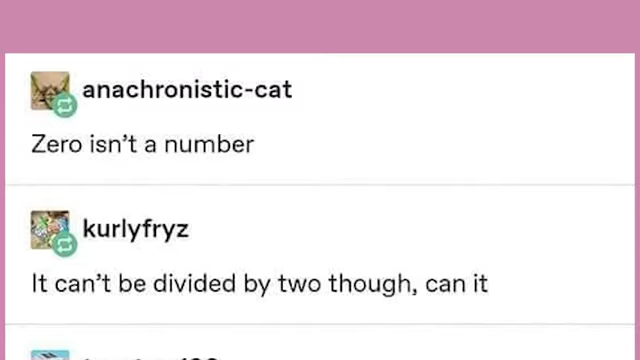 anachronistic-cat
Zero isn't a number
kurlyfryz
It can't be divided by two though, can it